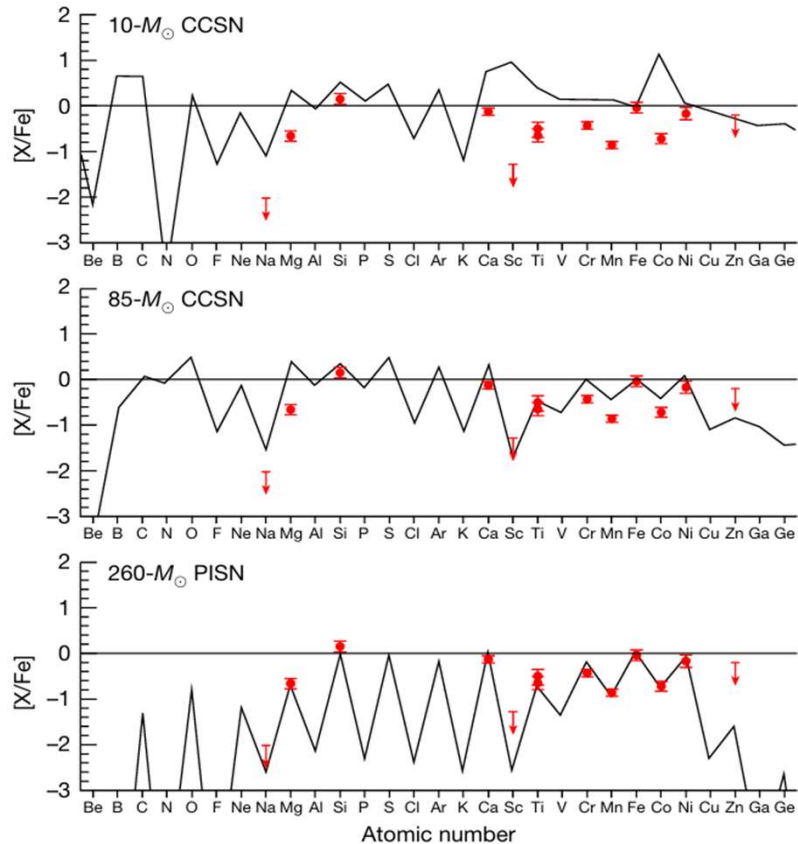 10-M☉ CCSN
[X/Fe]
2
1
0
–1
–2
–3
Be B C N O F Ne Na Mg Al Si P S Cl Ar K Ca Sc Ti V Cr Mn Fe Co Ni Cu Zn Ga Ge
85-M☉ CCSN
[X/Fe]
2
1
0
–1
–2
–3
Be B C N O F Ne Na Mg Al Si P S Cl Ar K Ca Sc Ti V Cr Mn Fe Co Ni Cu Zn Ga Ge
260-M☉ PISN
[X/Fe]
2
1
0
–1
–2
–3
Be B C N O F Ne Na Mg Al Si P S Cl Ar K Ca Sc Ti V Cr Mn Fe Co Ni Cu Zn Ga Ge
Atomic number